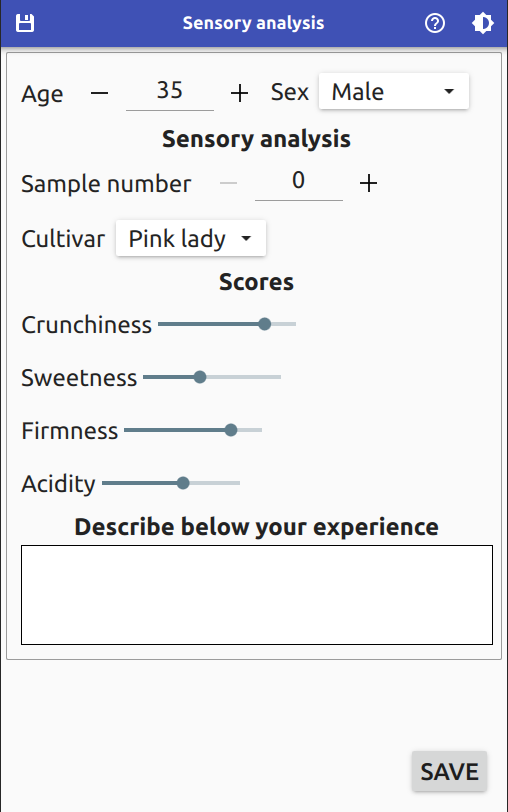 Sensory analysis
Age 35 Sex Male
Sensory analysis
Sample number 0
Cultivar Pink lady
Scores
Crunchiness
Sweetness
Firmness
Acidity
Describe below your experience
SAVE